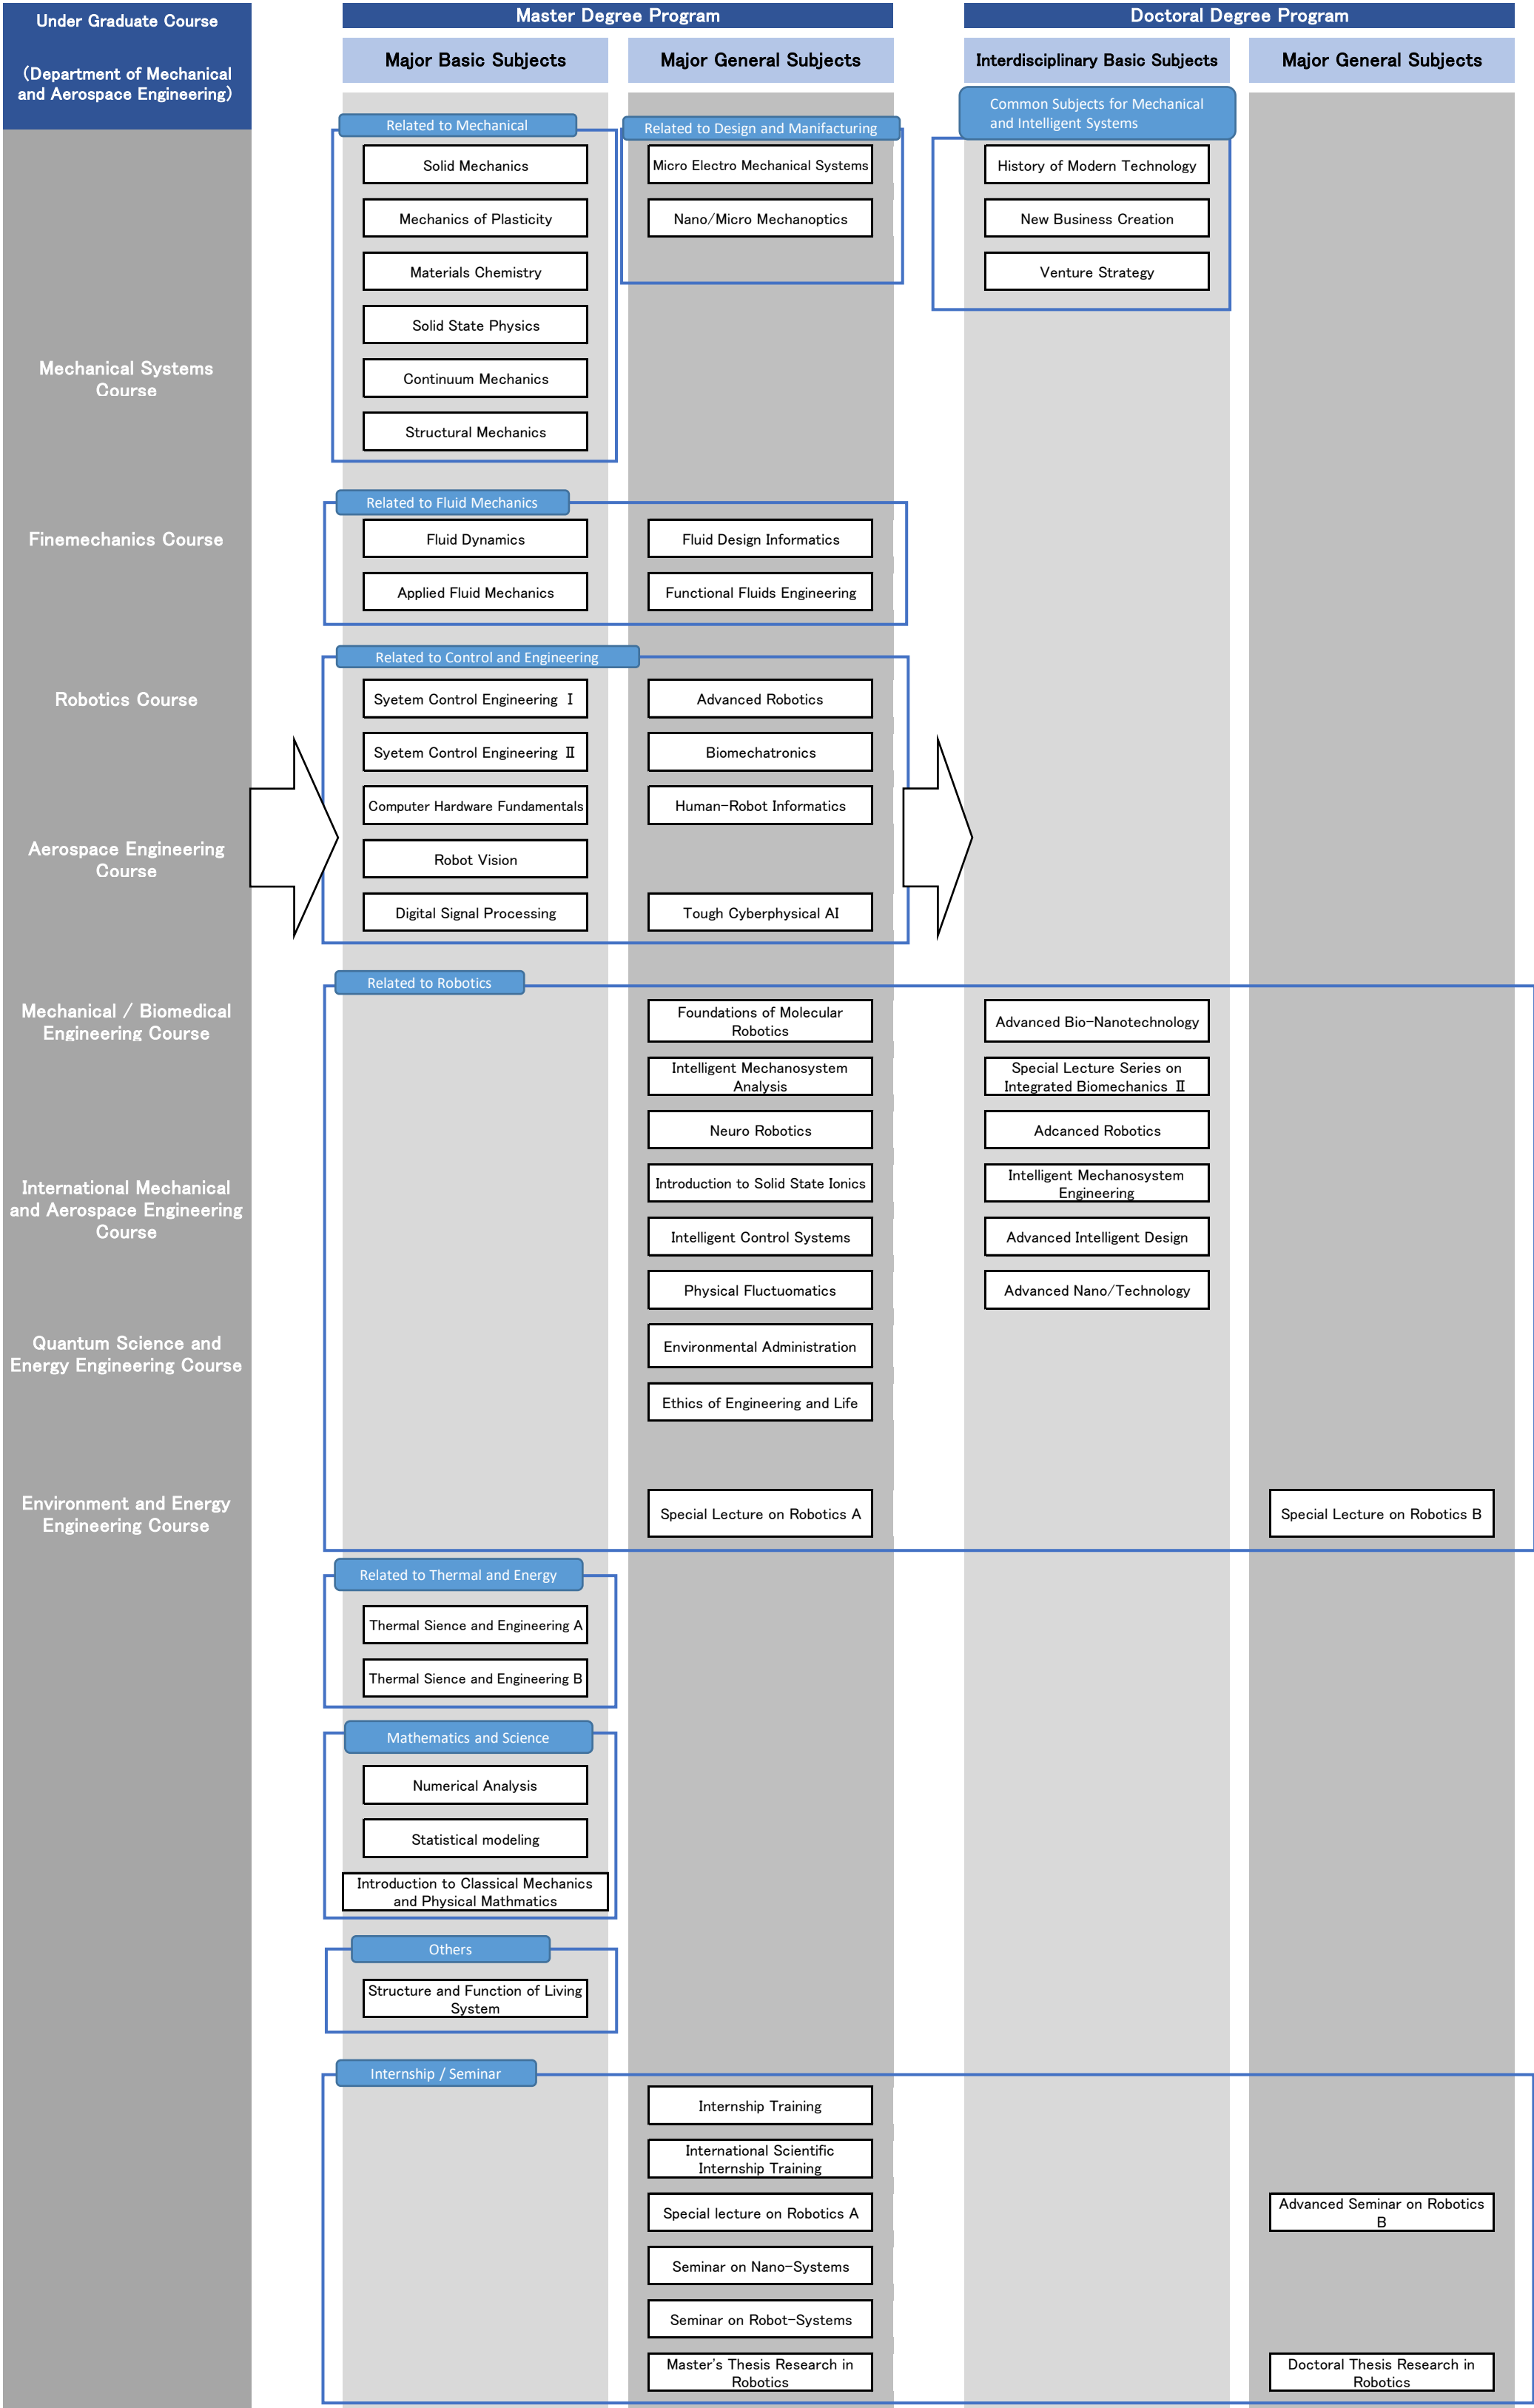 Under Graduate Course
(Department of Mechanical
and Aerospace Engineering)
Mechanical Systems
Course
Finemechanics Course
Robotics Course
Aerospace Engineering
Course
Mechanical / Biomedical
Engineering Course
International Mechanical
and Aerospace Engineering
Course
Quantum Science and
Energy Engineering Course
Environment and Energy
Engineering Course
Master Degree Program
Major Basic Subjects
Major General Subjects
Related to Mechanical
Solid Mechanics
Mechanics of Plasticity
Materials Chemistry
Solid State Physics
Continuum Mechanics
Structural Mechanics
Related to Design and Manifacturing
Micro Electro Mechanical Systems
Nano/Micro Mechanoptics
Related to Fluid Mechanics
Fluid Dynamics
Fluid Design Informatics
Applied Fluid Mechanics
Functional Fluids Engineering
Related to Control and Engineering
Syetem Control Engineering Ⅰ
Advanced Robotics
Syetem Control Engineering Ⅱ
Biomechatronics
Computer Hardware Fundamentals
Human-Robot Informatics
Robot Vision
Digital Signal Processing
Tough Cyberphysical AI
Doctoral Degree Program
Interdisciplinary Basic Subjects
Major General Subjects
Common Subjects for Mechanical
and Intelligent Systems
History of Modern Technology
New Business Creation
Venture Strategy
Related to Robotics
Foundations of Molecular
Robotics
Intelligent Mechanosystem
Analysis
Neuro Robotics
Introduction to Solid State Ionics
Intelligent Control Systems
Physical Fluctuomatics
Environmental Administration
Ethics of Engineering and Life
Special Lecture on Robotics A
Advanced Bio-Nanotechnology
Special Lecture Series on
Integrated Biomechanics Ⅱ
Adcanced Robotics
Intelligent Mechanosystem
Engineering
Advanced Intelligent Design
Advanced Nano/Technology
Special Lecture on Robotics B
Related to Thermal and Energy
Thermal Sience and Engineering A
Thermal Sience and Engineering B
Mathematics and Science
Numerical Analysis
Statistical modeling
Introduction to Classical Mechanics
and Physical Mathmatics
Others
Structure and Function of Living
System
Internship / Seminar
Internship Training
International Scientific
Internship Training
Special lecture on Robotics A
Seminar on Nano-Systems
Seminar on Robot-Systems
Master's Thesis Research in
Robotics
Advanced Seminar on Robotics
B
Doctoral Thesis Research in
Robotics